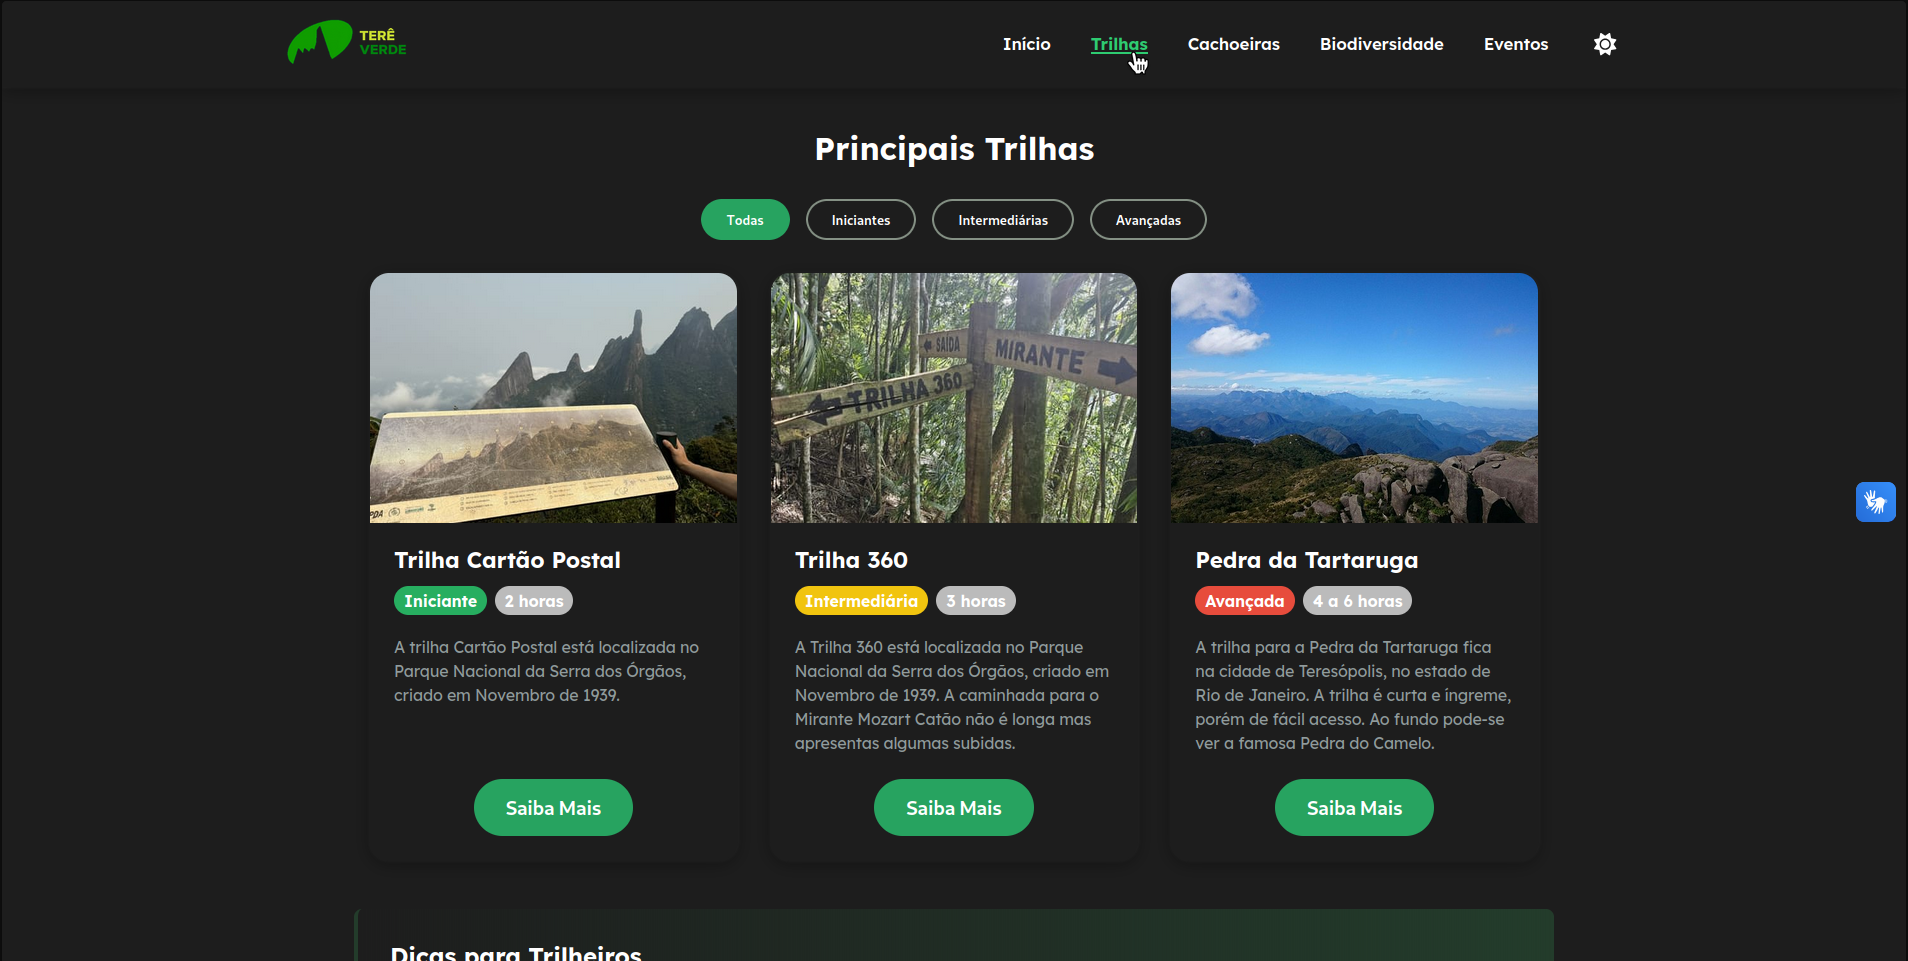 TERÊ
VERDE
Início
Trilhas
Cachoeiras
Biodiversidade
Eventos
Principais Trilhas
Todas
Iniciantes
Intermediárias
Avançadas
SAÍDA
MIRANTE
TRILHA 360
Trilha Cartão Postal
Iniciante
2 horas
A trilha Cartão Postal está localizada no
Parque Nacional da Serra dos Órgãos,
criado em Novembro de 1939.
Saiba Mais
Trilha 360
Intermediária
3 horas
A Trilha 360 está localizada no Parque
Nacional da Serra dos Órgãos, criado em
Novembro de 1939. A caminhada para o
Mirante Mozart Catão não é longa mas
apresentas algumas subidas.
Saiba Mais
Pedra da Tartaruga
Avançada
4 a 6 horas
A trilha para a Pedra da Tartaruga fica
na cidade de Teresópolis, no estado de
Rio de Janeiro. A trilha é curta e íngreme,
porém de fácil acesso. Ao fundo pode-se
ver a famosa Pedra do Camelo.
Saiba Mais
Dicas para Trilheiros